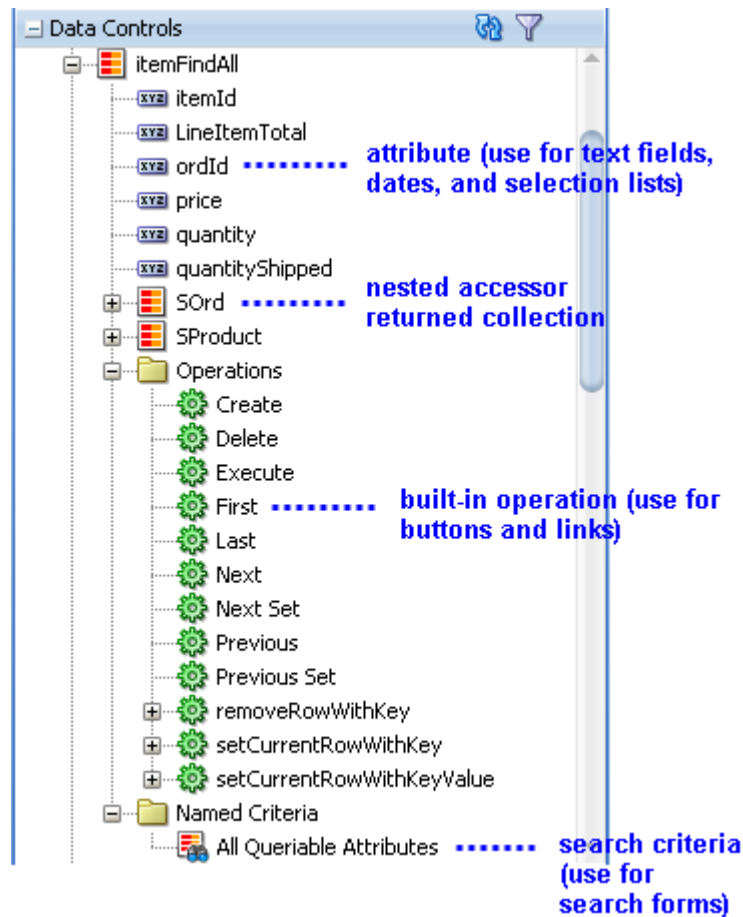 Data Controls
itemFindAll
itemId
LineItemTotal
ordId
attribute (use for text fields,
dates, and selection lists)
price
quantity
quantityShipped
SOrd
nested accessor
returned collection
SProduct
Operations
Create
Delete
Execute
First
built-in operation (use for
buttons and links)
Last
Next
Next Set
Previous
Previous Set
removeRowWithKey
setCurrentRowWithKey
setCurrentRowWithKeyValue
Named Criteria
All Queriable Attributes
search criteria
(use for
search forms)